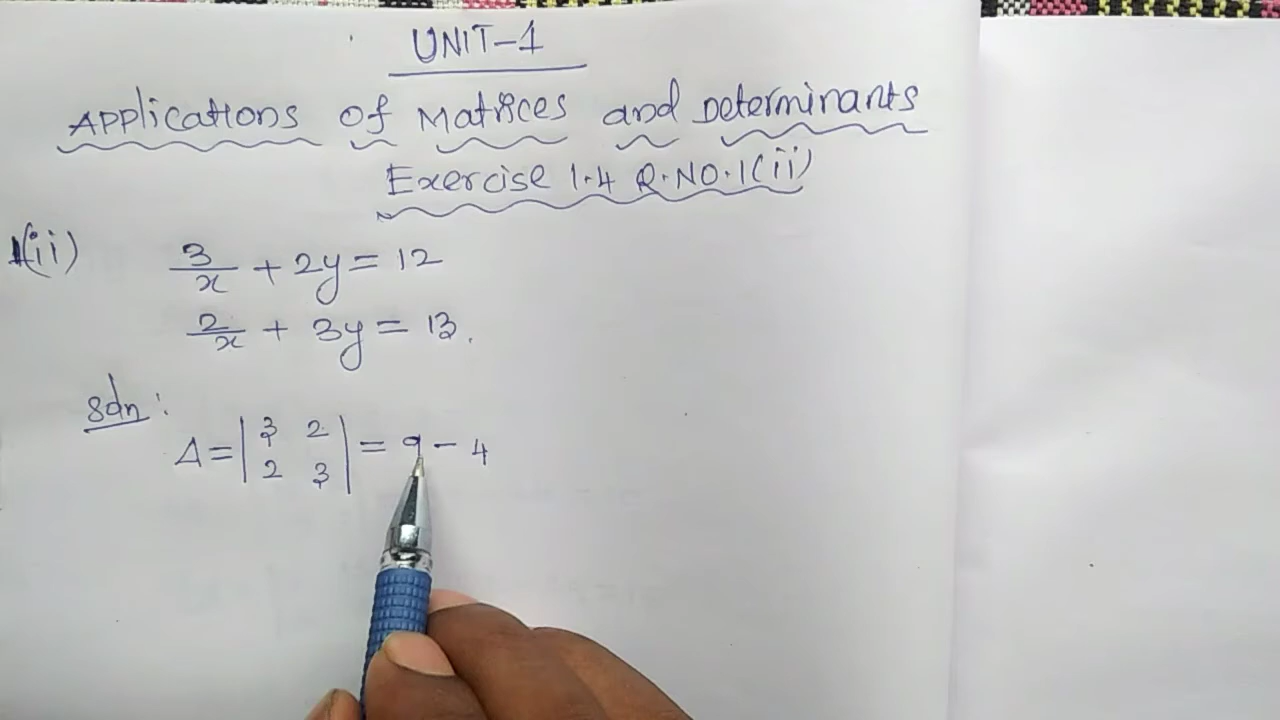 UNIT-1
Applications of Matrices and Determinants
Exercise 1.4 Q.NO.1(ii)
1(ii) 3/x + 2y = 12
2/x + 3y = 13.
Soln:
Δ = | 3 2 | = 9 - 4
| 2 3 |